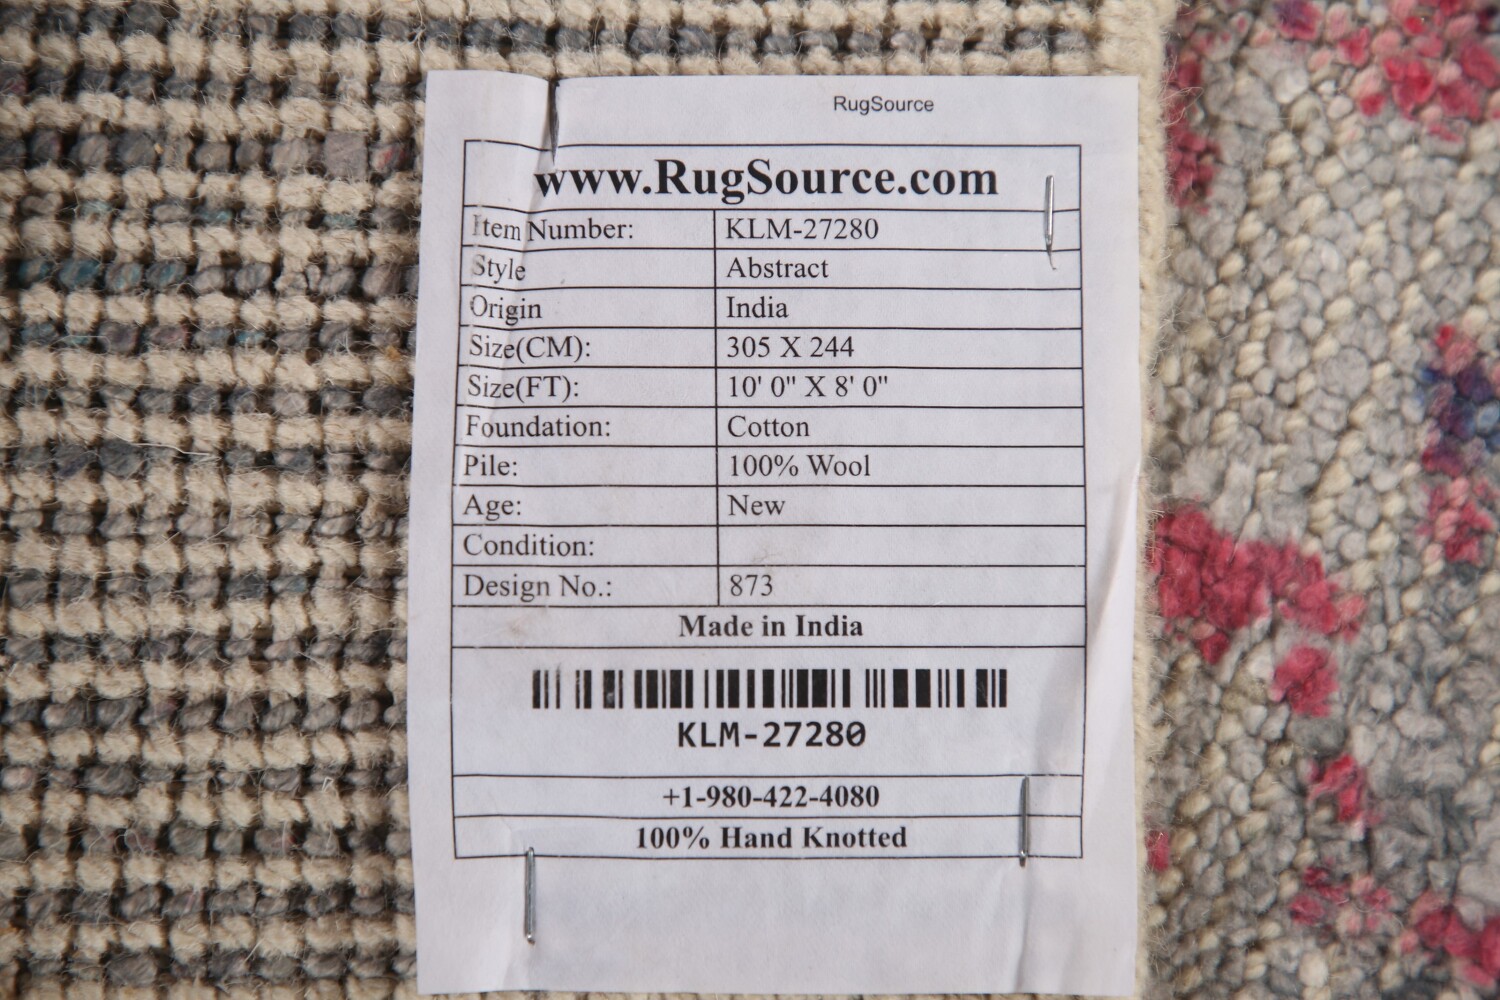 RugSource
www.RugSource.com
Item Number: KLM-27280
Style Abstract
Origin India
Size(CM): 305 X 244
Size(FT): 10' 0" X 8' 0"
Foundation: Cotton
Pile: 100% Wool
Age: New
Condition:
Design No.: 873
Made in India
KLM-27280
+1-980-422-4080
100% Hand Knotted